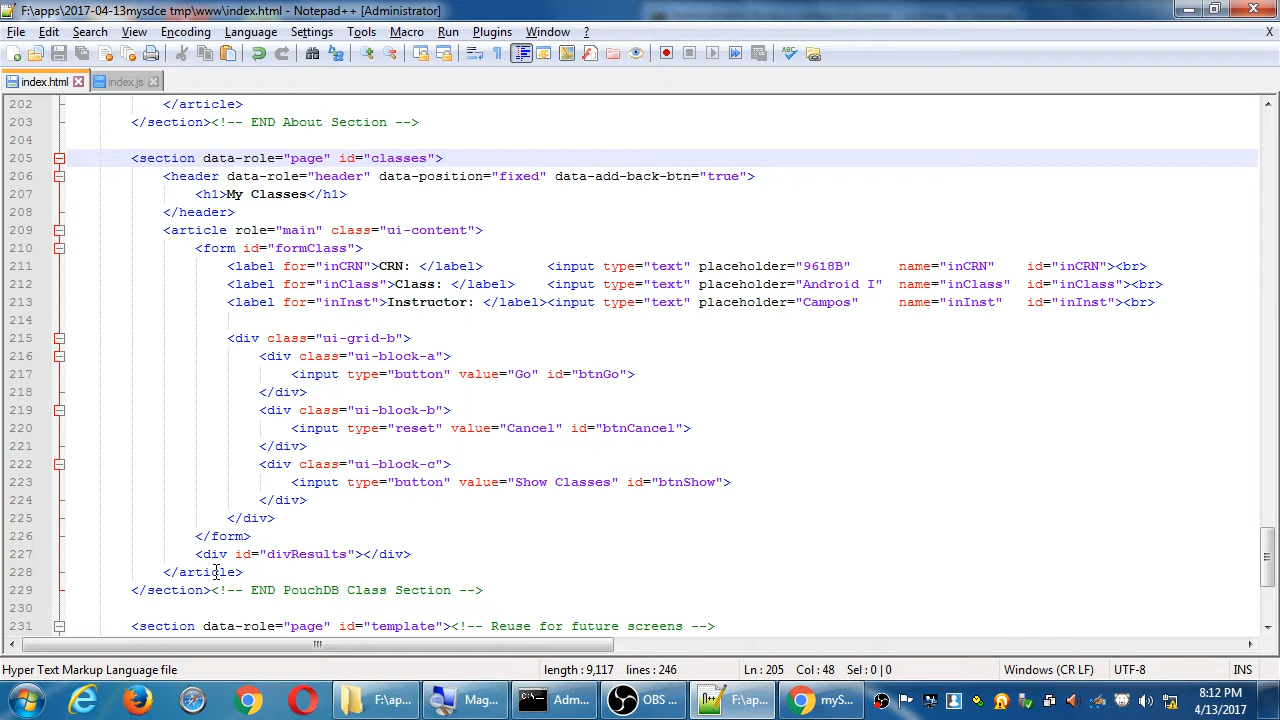 F:\apps\2017-04-13mysdce tmp\www\index.html - Notepad++ [Administrator]
File Edit Search View Encoding Language Settings Tools Macro Run Plugins Window ? X
index.html index.js
202 </article>
203 </section><!-- END About Section -->
204
205 <section data-role="page" id="classes">
206 <header data-role="header" data-position="fixed" data-add-back-btn="true">
207 <h1>My Classes</h1>
208 </header>
209 <article role="main" class="ui-content">
210 <form id="formClass">
211 <label for="inCRN">CRN: </label> <input type="text" placeholder="9618B" name="inCRN" id="inCRN"><br>
212 <label for="inClass">Class: </label> <input type="text" placeholder="Android I" name="inClass" id="inClass"><br>
213 <label for="inInst">Instructor: </label><input type="text" placeholder="Campos" name="inInst" id="inInst"><br>
214
215 <div class="ui-grid-b">
216 <div class="ui-block-a">
217 <input type="button" value="Go" id="btnGo">
218 </div>
219 <div class="ui-block-b">
220 <input type="reset" value="Cancel" id="btnCancel">
221 </div>
222 <div class="ui-block-c">
223 <input type="button" value="Show Classes" id="btnShow">
224 </div>
225 </div>
226 </form>
227 <div id="divResults"></div>
228 </article>
229 </section><!-- END PouchDB Class Section -->
230
231 <section data-role="page" id="template"><!-- Reuse for future screens -->
Hyper Text Markup Language file length : 9,117 lines : 246 Ln : 205 Col : 48 Sel : 0 | 0 Windows (CR LF) UTF-8 INS
F:\ap... Mag... Adm... OBS ... F:\ap... myS... 8:12 PM
4/13/2017